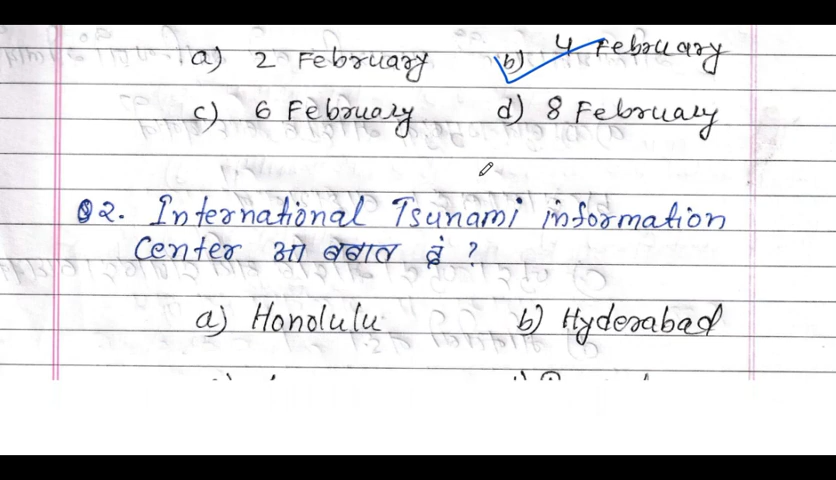 a) 2 February b) 4 February
c) 6 February d) 8 February
Q2. International Tsunami information
Center
a) Honolulu b) Hyderabad